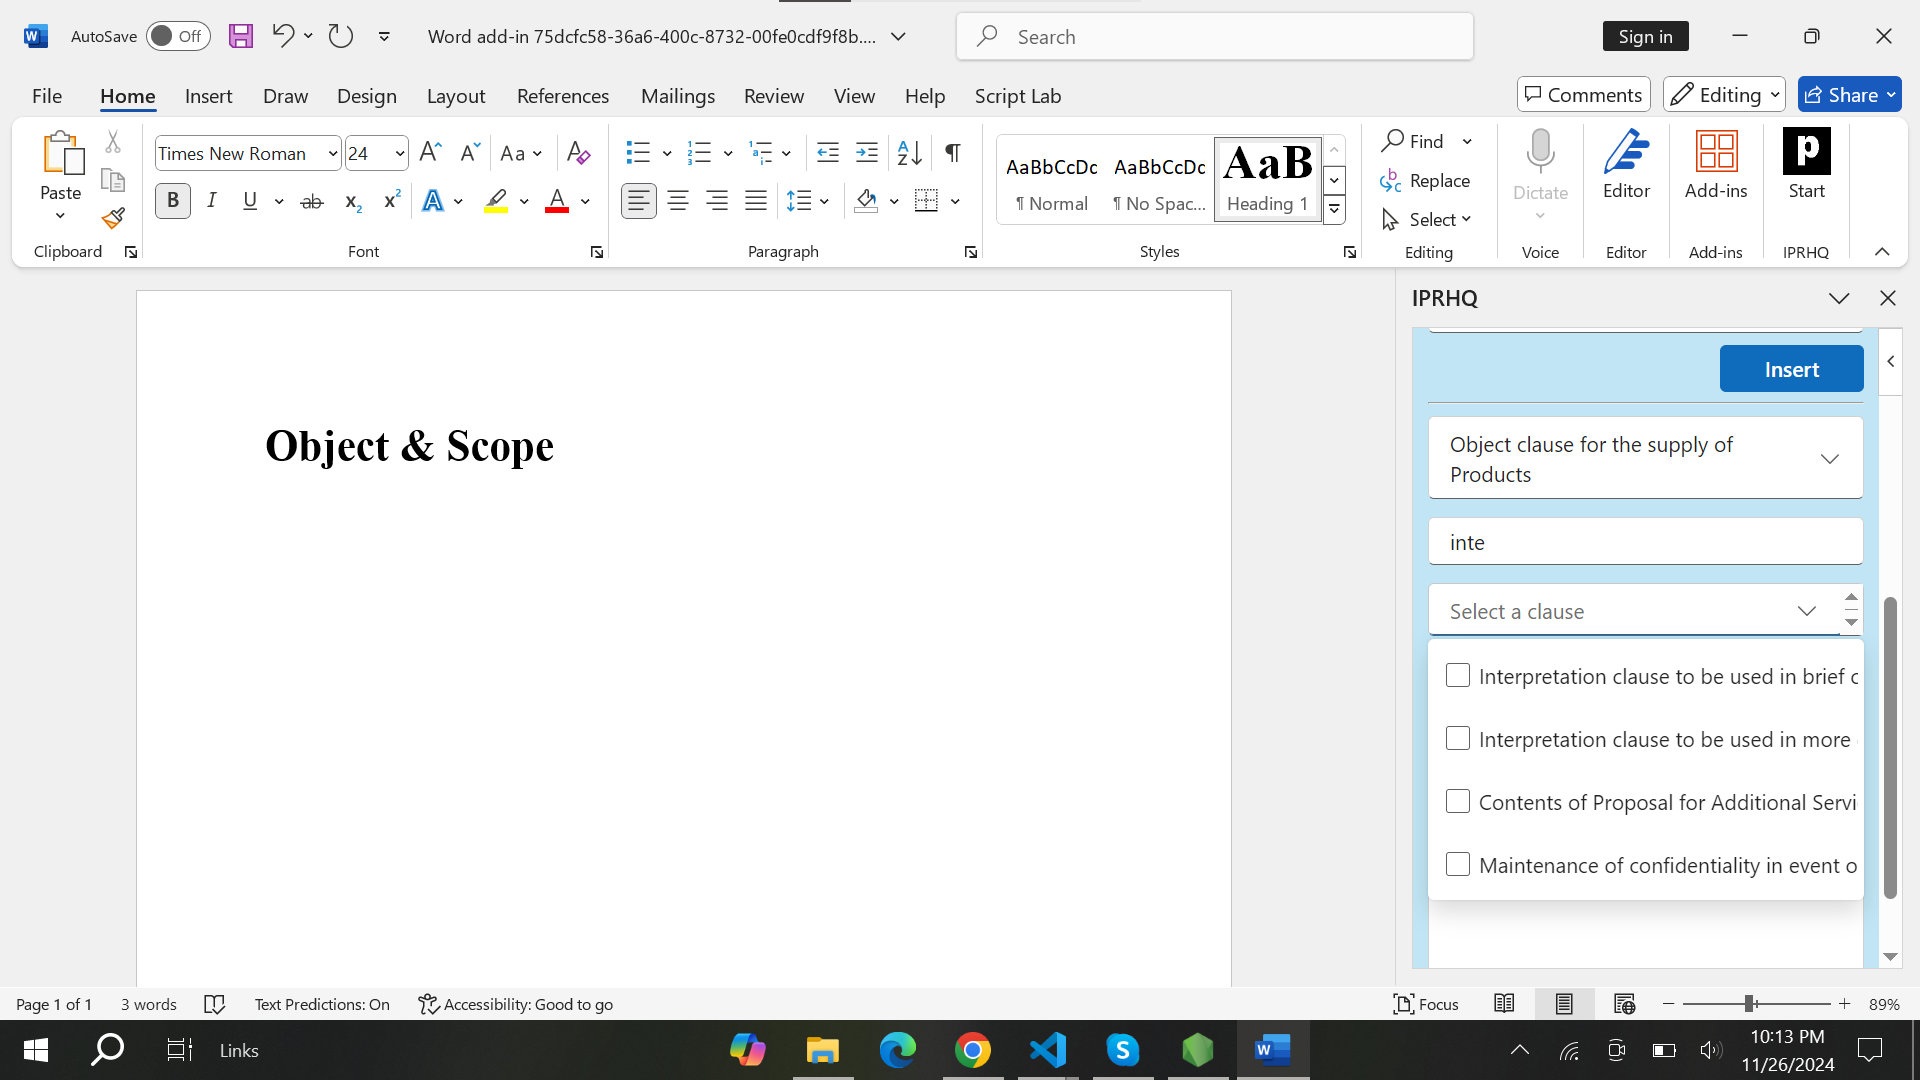 AutoSave Off Word add-in 75dcfc58-36a6-400c-8732-00fe0cdf9f8b.... Search Sign in
File Home Insert Draw Design Layout References Mailings Review View Help Script Lab Comments Editing Share
Paste Times New Roman 24 Aa AaBbCcDc AaBbCcDc AaB Find Dictate Editor Add-ins Start
B I U ab x₂ x² A A ¶ Normal ¶ No Spac... Heading 1 Replace
Select
Clipboard Font Paragraph Styles Editing Voice Editor Add-ins IPRHQ
IPRHQ
Insert
Object & Scope
Object clause for the supply of
Products
inte
Select a clause
Interpretation clause to be used in brief c
Interpretation clause to be used in more
Contents of Proposal for Additional Servi
Maintenance of confidentiality in event o
Page 1 of 1 3 words Text Predictions: On Accessibility: Good to go Focus 89%
Links 10:13 PM
11/26/2024